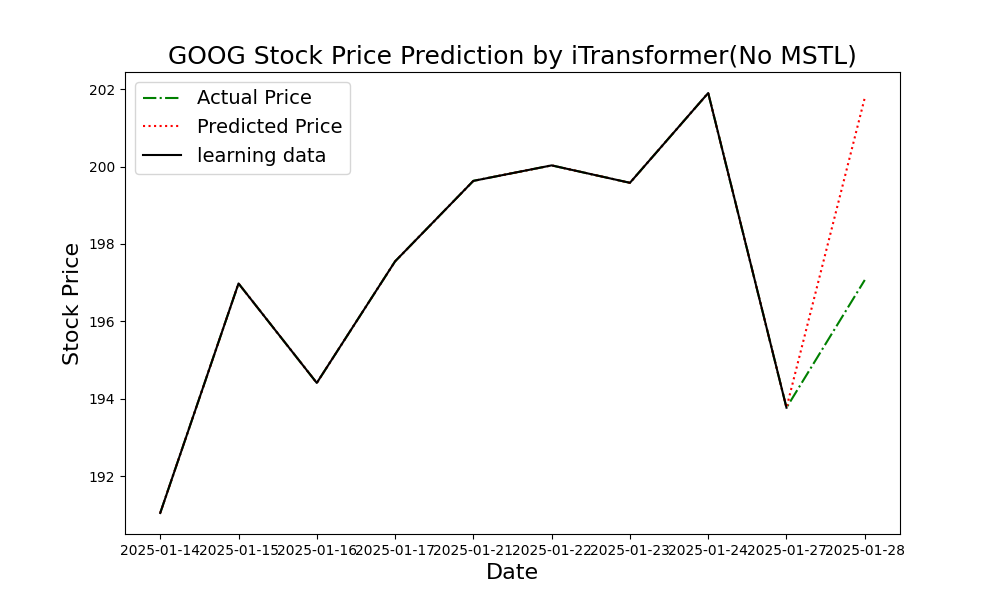 GOOG Stock Price Prediction by iTransformer(No MSTL)
Actual Price
Predicted Price
learning data
202
200
198
196
194
192
Stock Price
2025-01-14
2025-01-15
2025-01-16
2025-01-17
2025-01-21
2025-01-22
2025-01-23
2025-01-24
2025-01-27
2025-01-28
Date